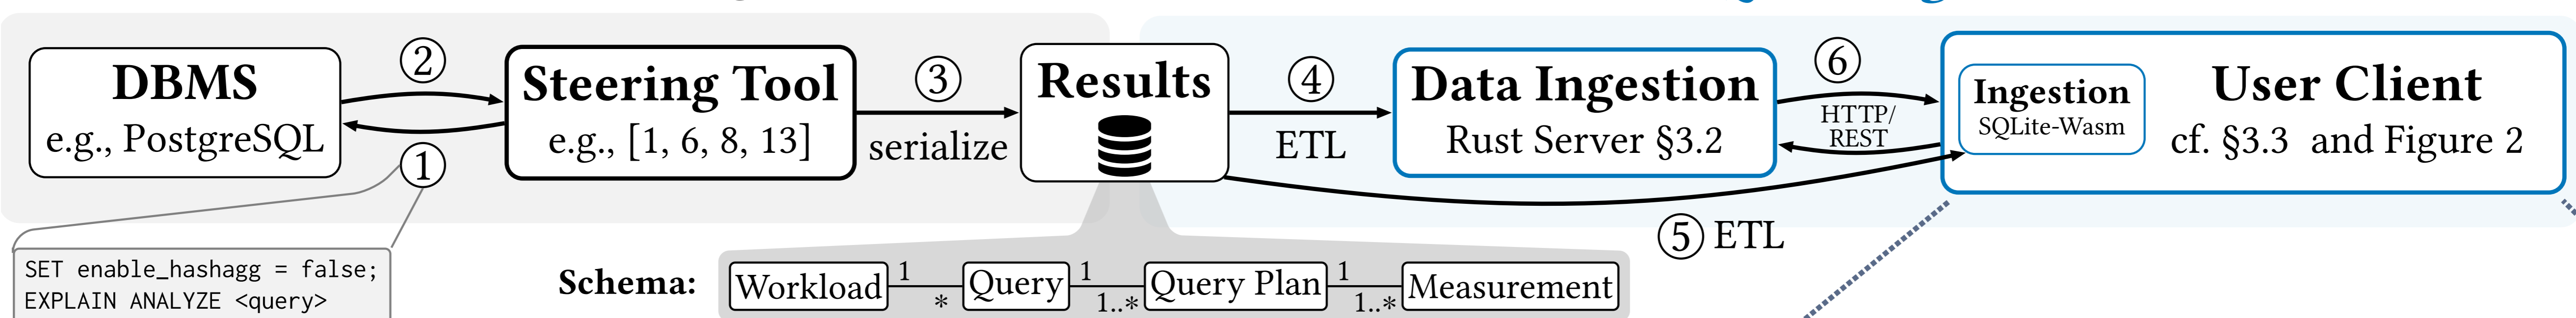 DBMS
e.g., PostgreSQL
②
①
Steering Tool
e.g., [1, 6, 8, 13]
③
serialize
Results
④
ETL
Data Ingestion
Rust Server §3.2
⑥
HTTP/
REST
Ingestion
SQLite-Wasm
User Client
cf. §3.3 and Figure 2
⑤ ETL
SET enable_hashagg = false;
EXPLAIN ANALYZE <query>
Schema:
Workload 1 * Query 1 1..* Query Plan 1 1..* Measurement